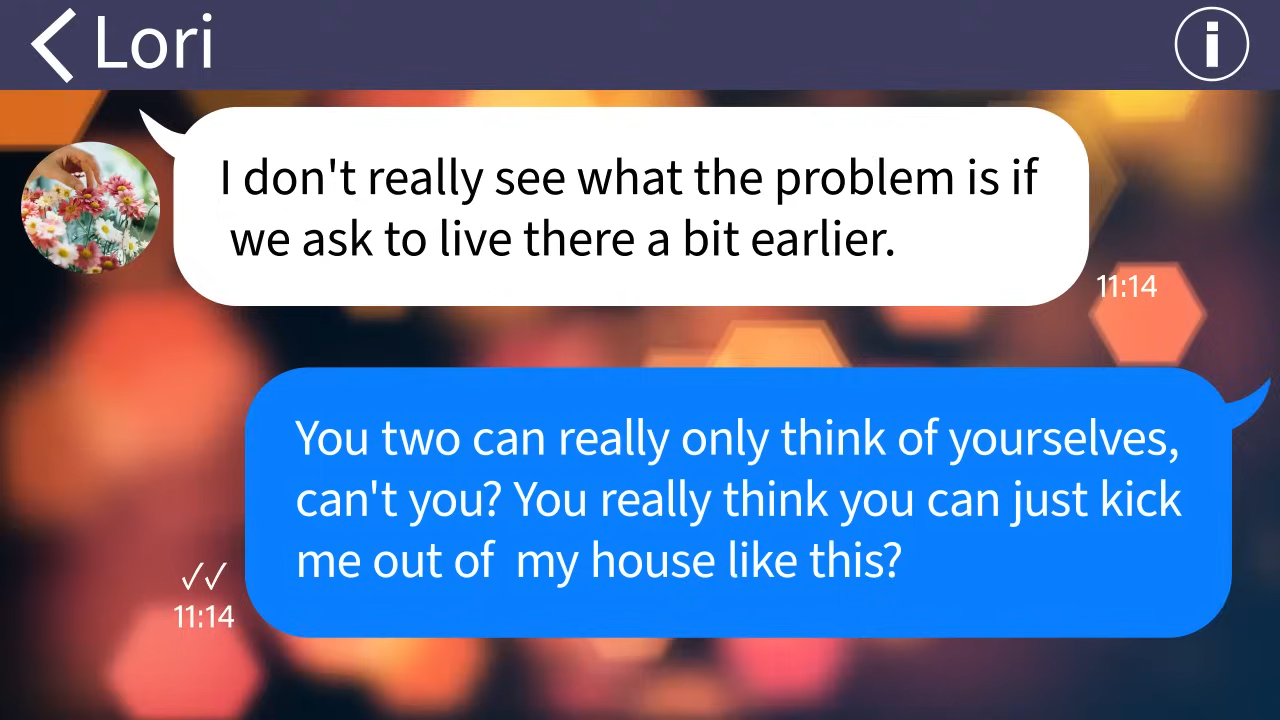 Lori
I don't really see what the problem is if
we ask to live there a bit earlier.
11:14
You two can really only think of yourselves,
can't you? You really think you can just kick
me out of  my house like this?
11:14